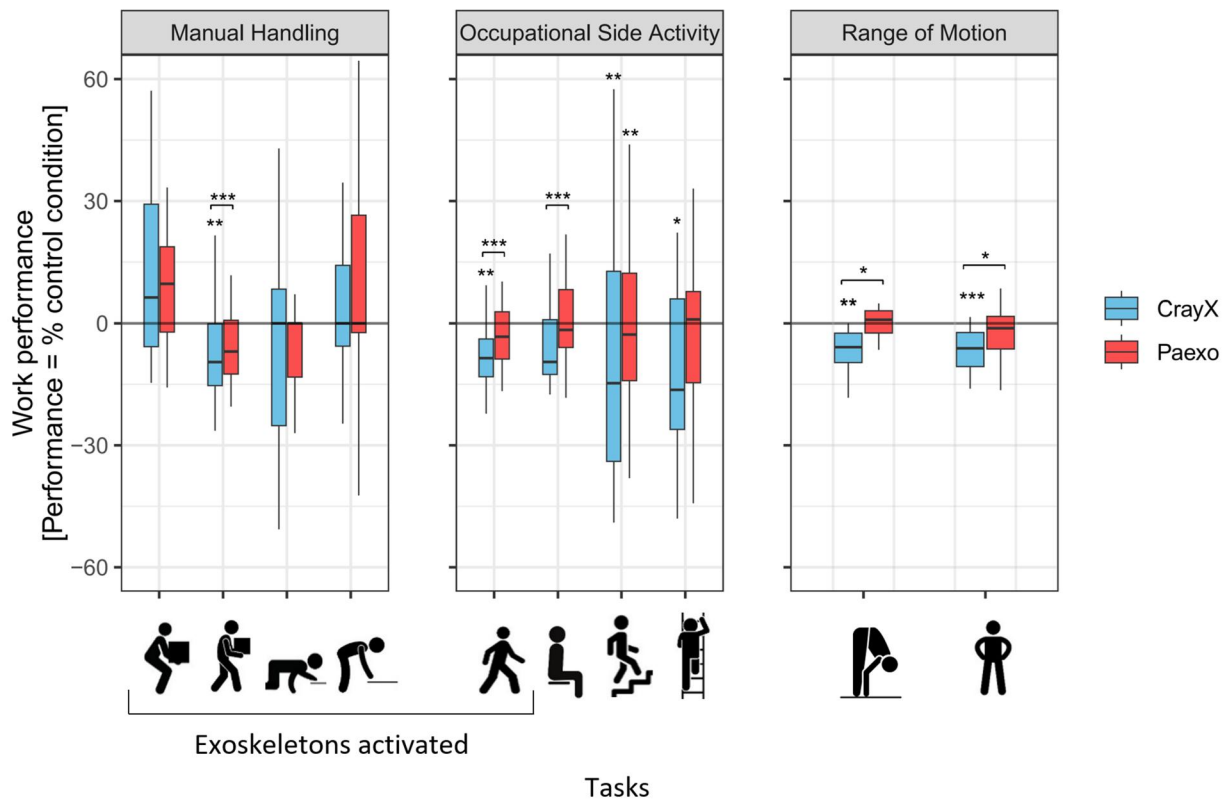 Manual Handling
Occupational Side Activity
Range of Motion
Work performance
[Performance = % control condition]
60
30
0
−30
−60
***
**
***
**
***
**
**
*
*
**
*
***
CrayX
Paexo
Exoskeletons activated
Tasks